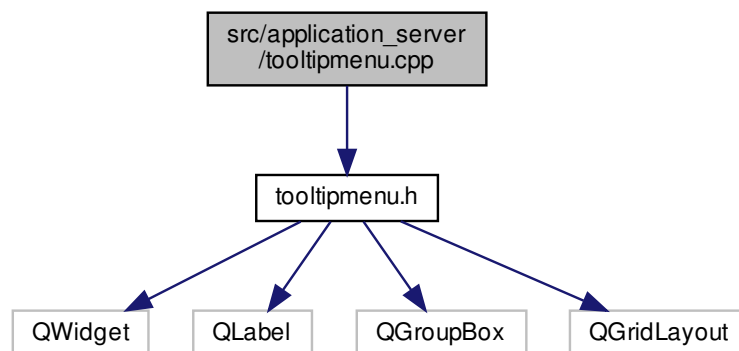 src/application_server
/tooltipmenu.cpp
tooltipmenu.h
QWidget
QLabel
QGroupBox
QGridLayout